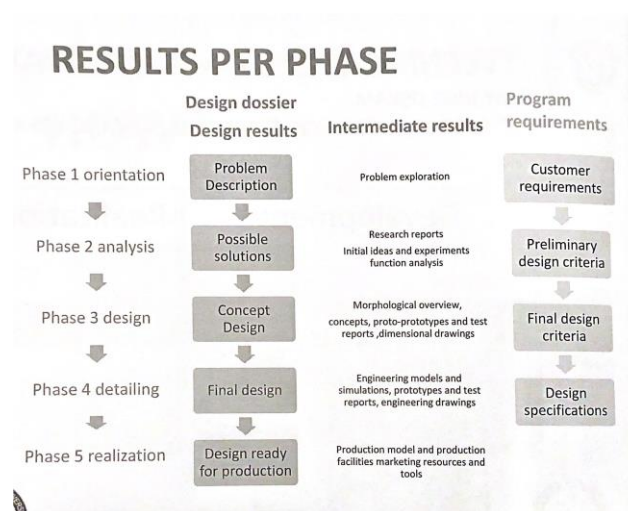 RESULTS PER PHASE
Design dossier
Design results
Intermediate results
Program
requirements
Phase 1 orientation
Problem
Description
Problem exploration
Customer
requirements
Phase 2 analysis
Possible
solutions
Research reports
Initial ideas and experiments
function analysis
Preliminary
design criteria
Phase 3 design
Concept
Design
Morphological overview,
concepts, proto-prototypes and test
reports ,dimensional drawings
Final design
criteria
Phase 4 detailing
Final design
Engineering models and
simulations, prototypes and test
reports, engineering drawings
Design
specifications
Phase 5 realization
Design ready
for production
Production model and production
facilities marketing resources and
tools